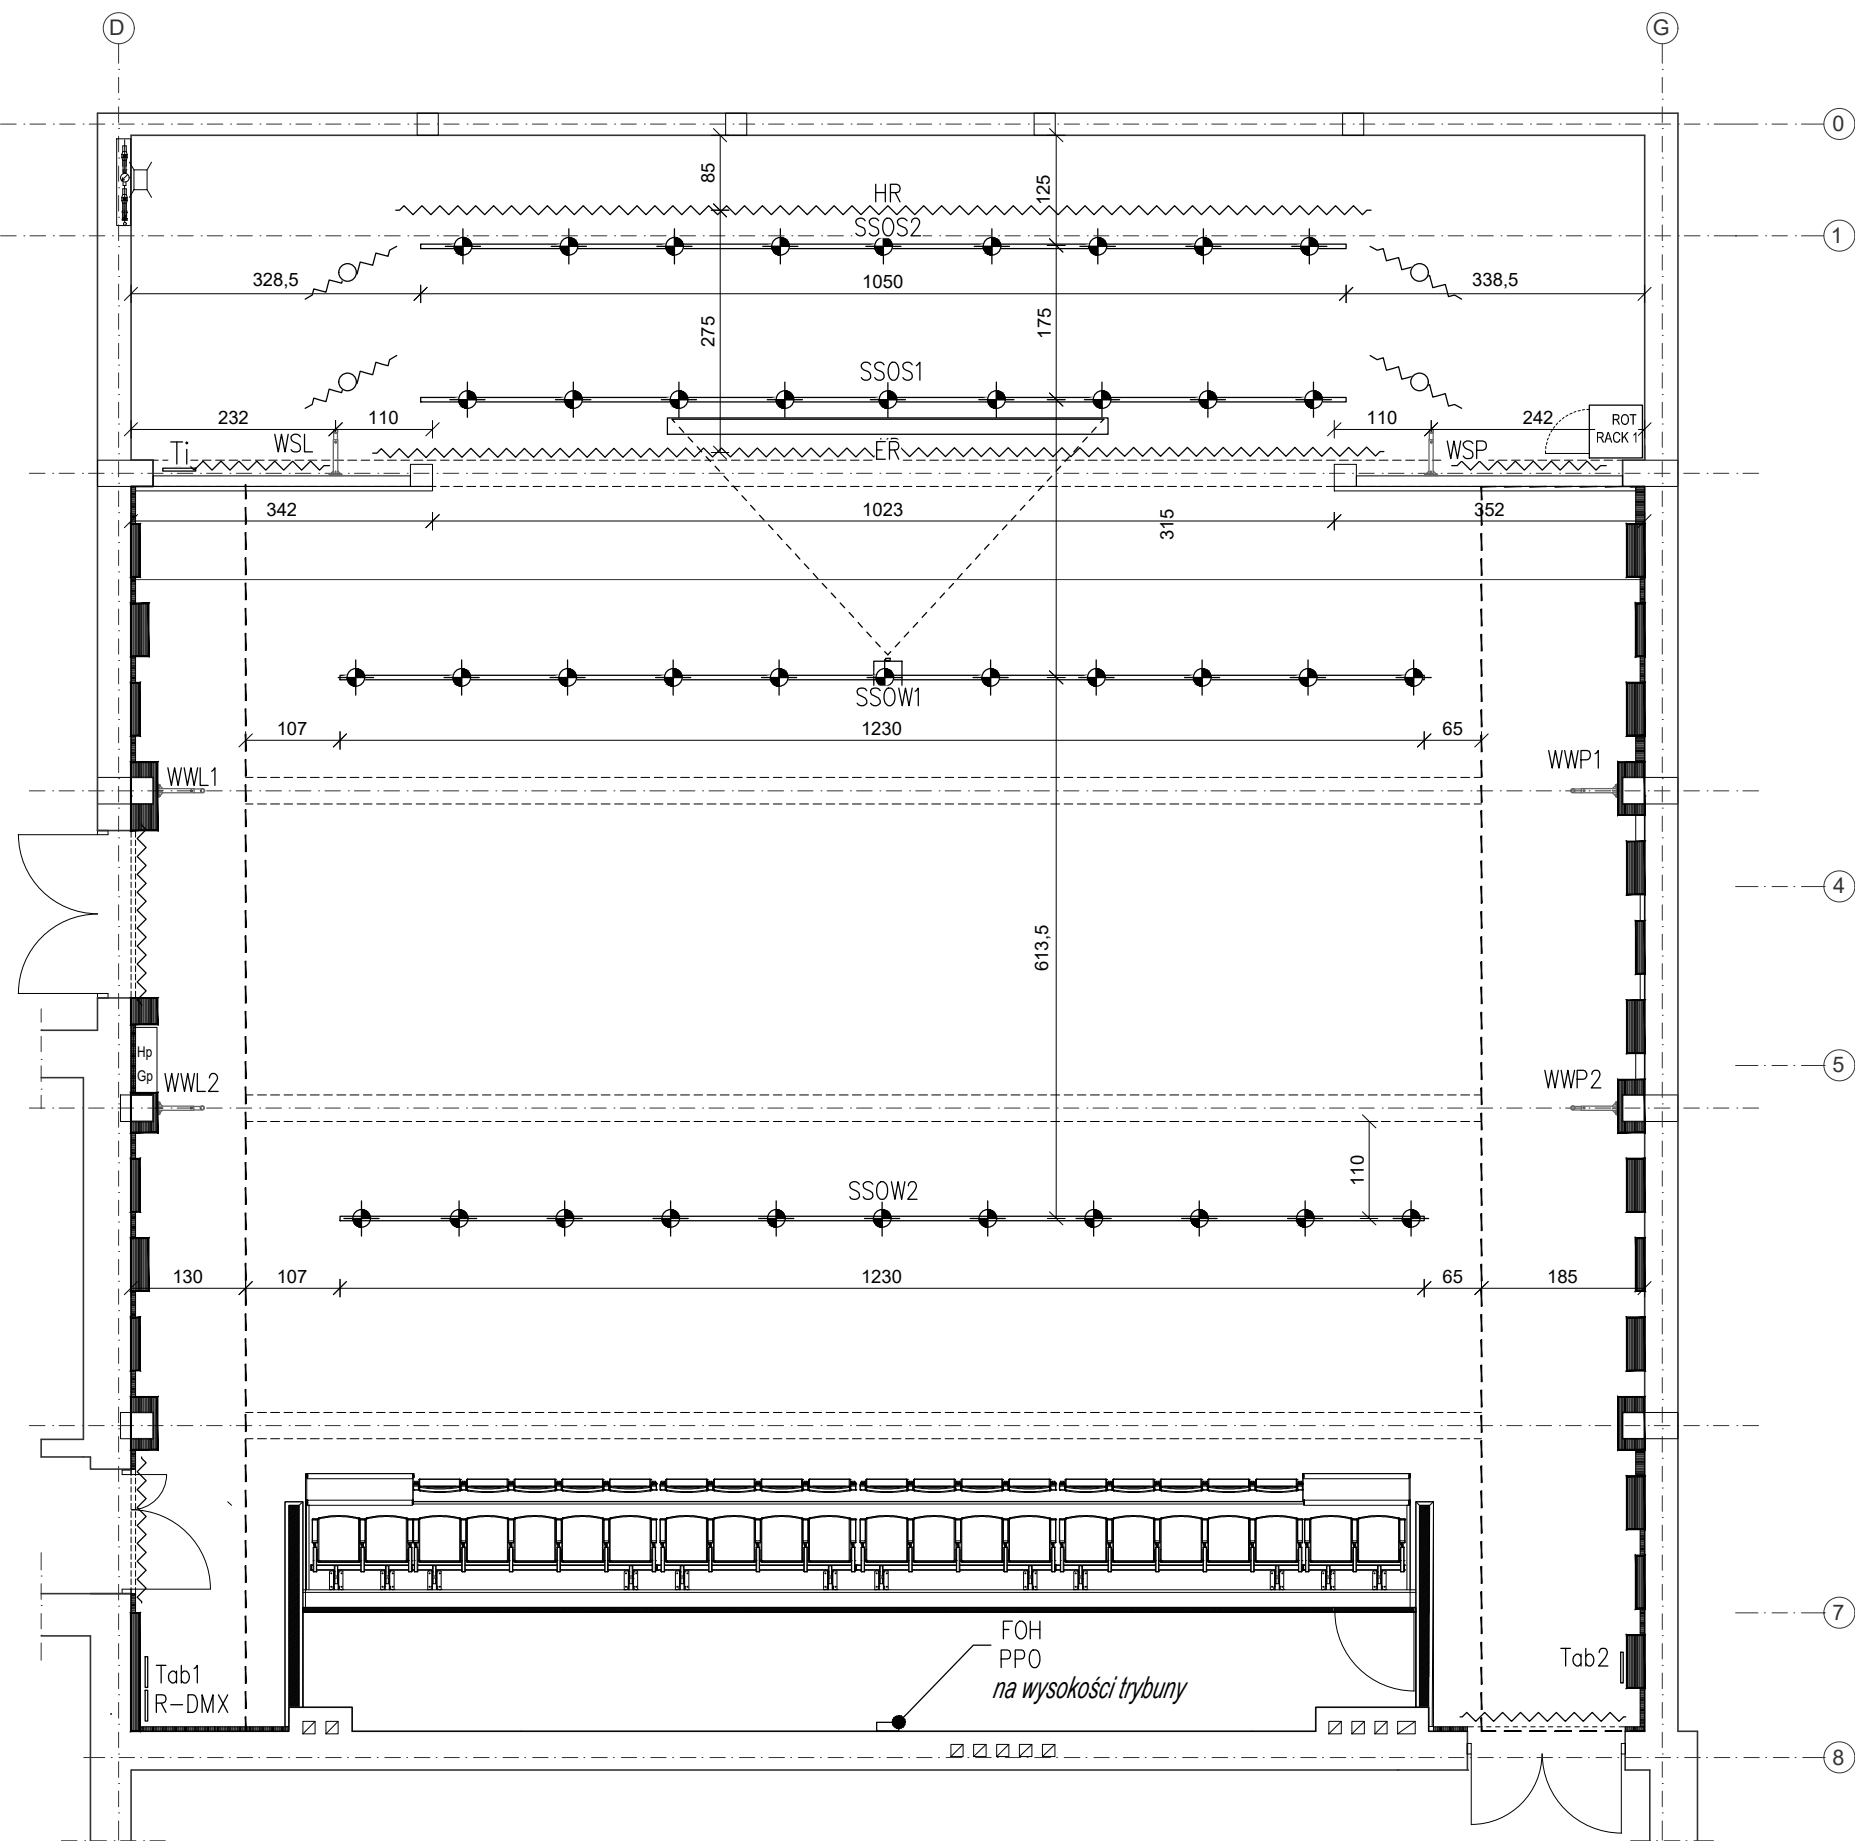 D
G
0
85
125
HR
SSOS2
1
328,5
1050
338,5
275
175
SSOS1
232
110
110
242
ROT
RACK 1
Ti
WSL
ER
WSP
342
1023
315
352
SSOW1
107
1230
65
WWL1
WWP1
4
613,5
Hp
Gp
WWL2
WWP2
5
110
SSOW2
130
107
1230
65
185
7
FOH
PPO
na wysokości trybuny
Tab1
R-DMX
Tab2
8